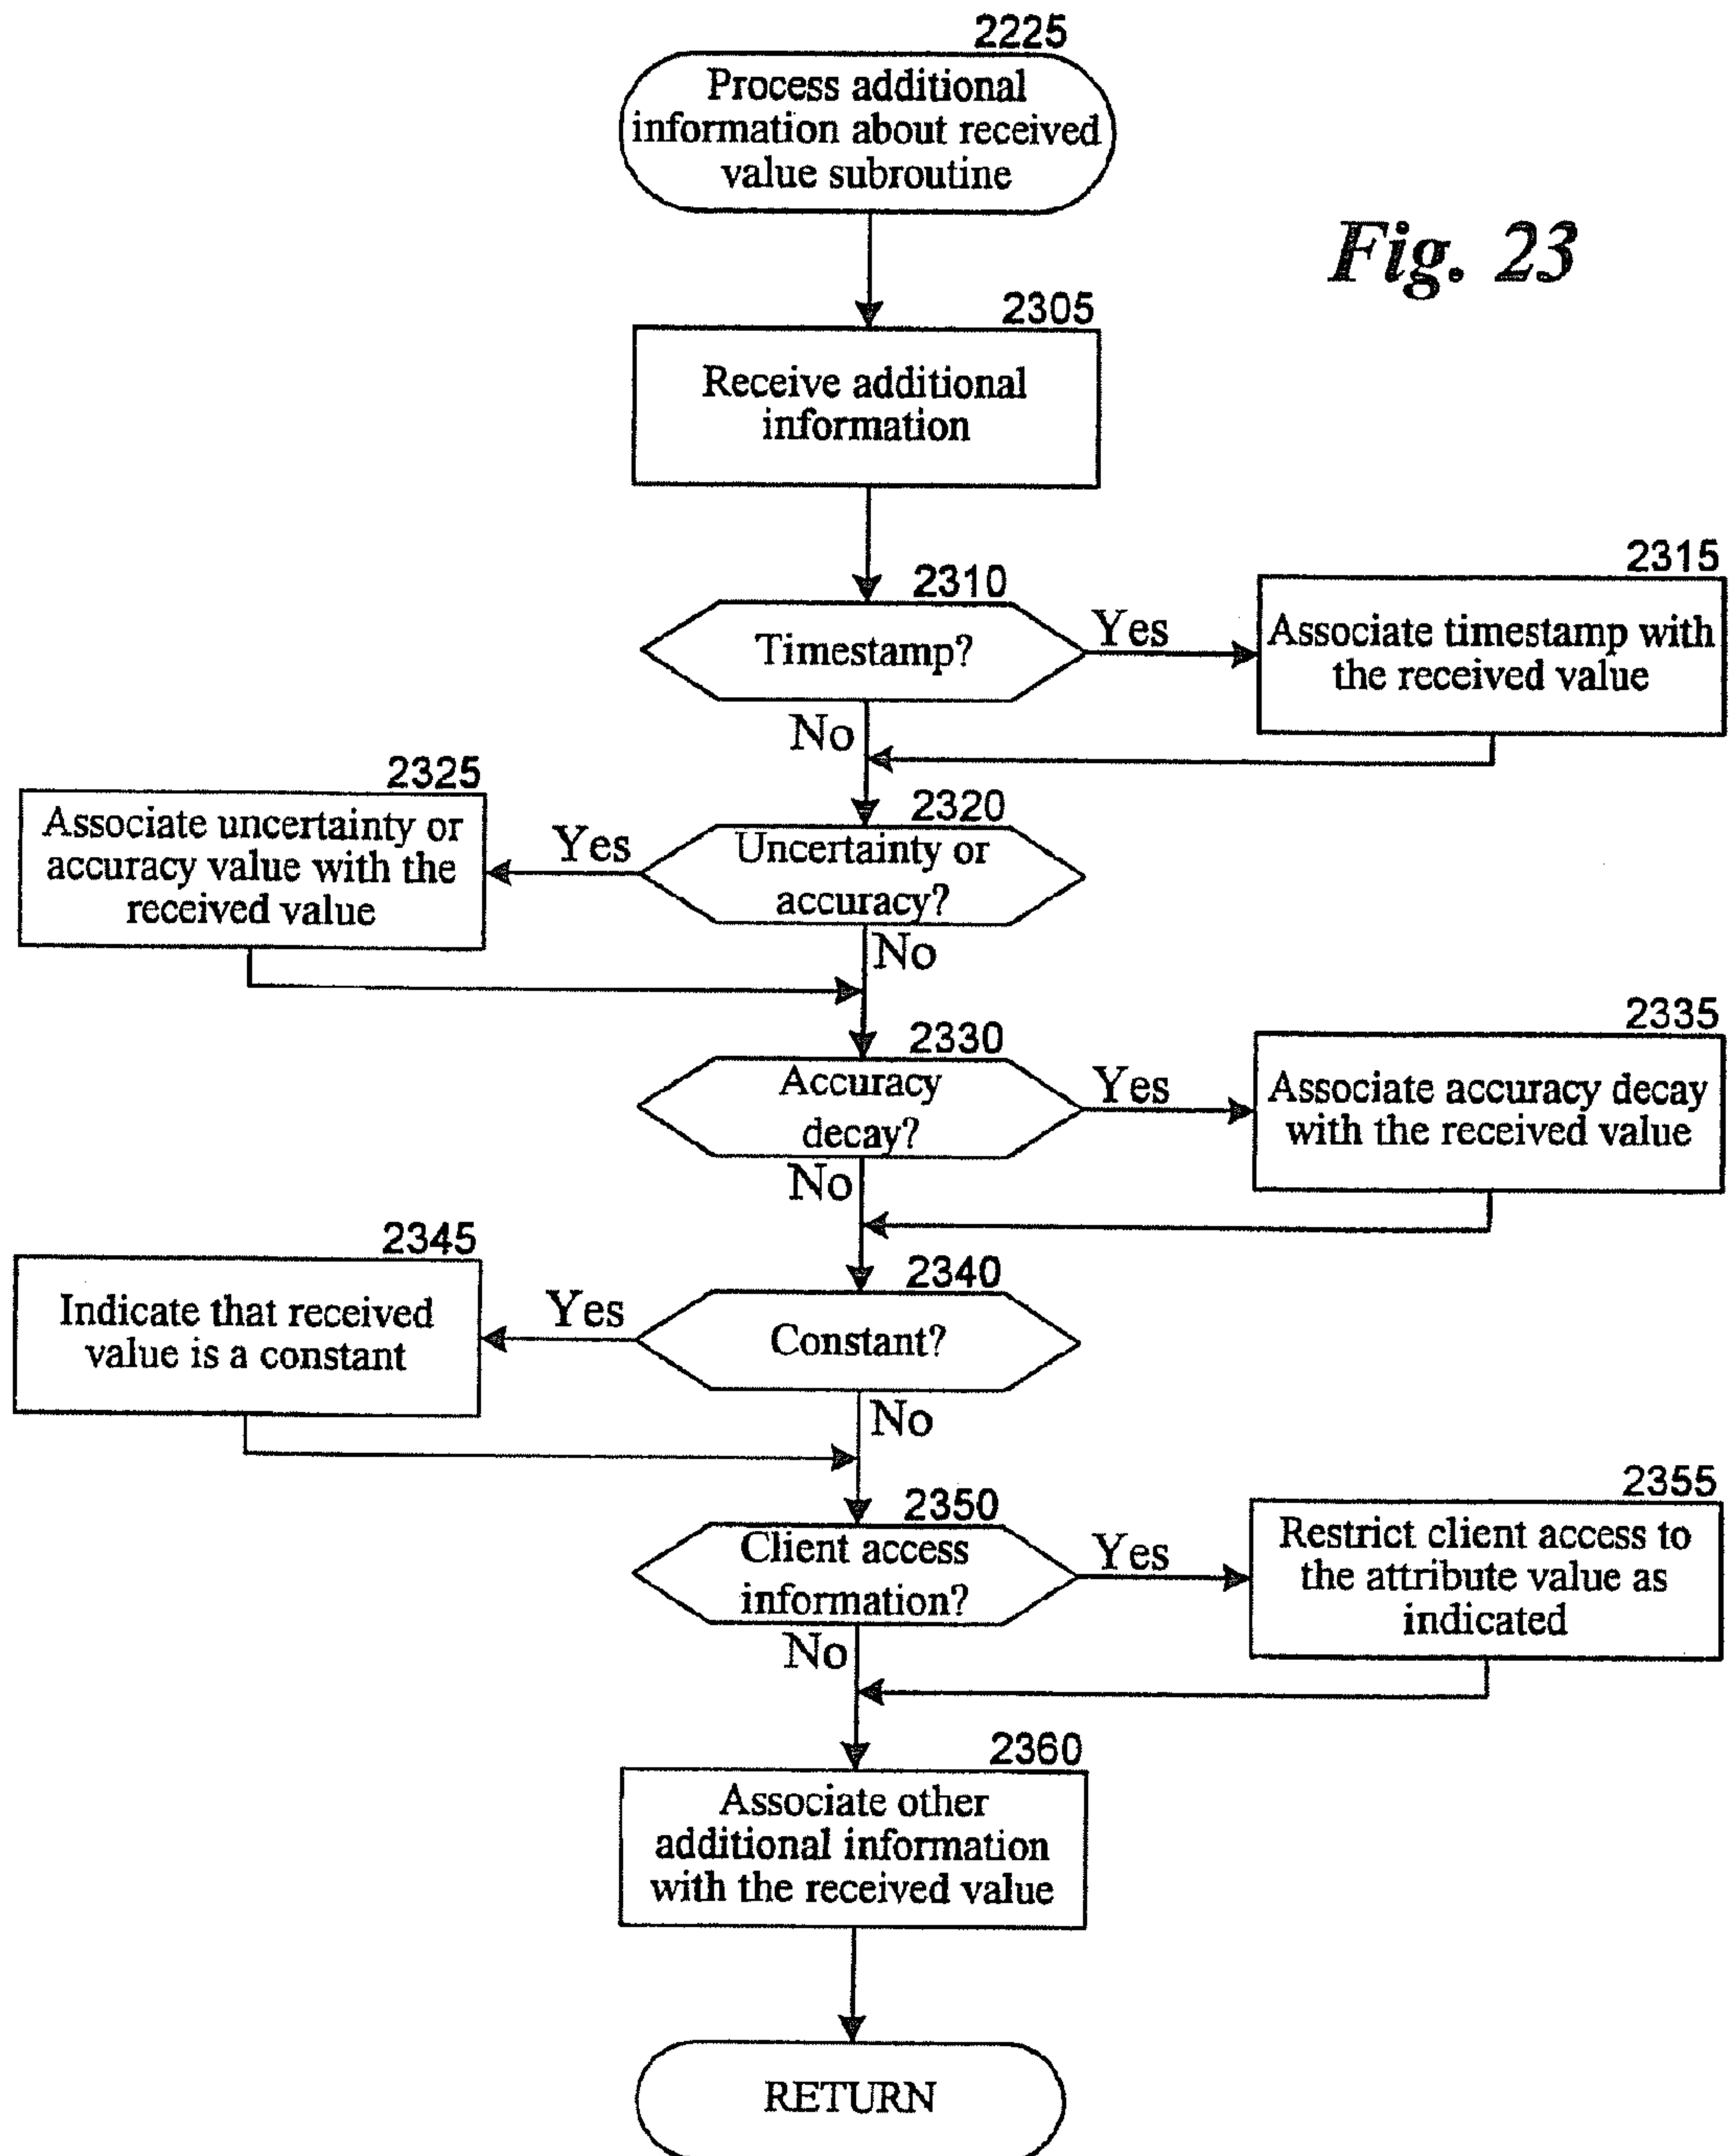 2225
Process additional
information about received
value subroutine
Fig. 23
2305
Receive additional
information
2310
Timestamp?
Yes
2315
Associate timestamp with
the received value
No
2320
Uncertainty or
accuracy?
Yes
2325
Associate uncertainty or
accuracy value with the
received value
No
2330
Accuracy
decay?
Yes
2335
Associate accuracy decay
with the received value
No
2340
Constant?
Yes
2345
Indicate that received
value is a constant
No
2350
Client access
information?
Yes
2355
Restrict client access to
the attribute value as
indicated
No
2360
Associate other
additional information
with the received value
RETURN